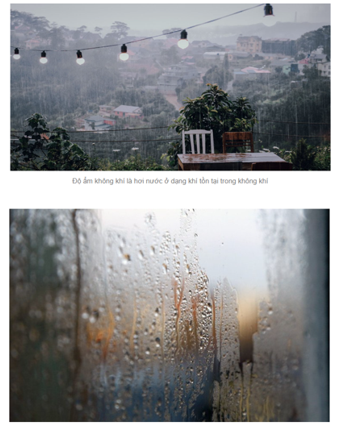 Độ ẩm không khí là hơi nước ở dạng khí tồn tại trong không khí